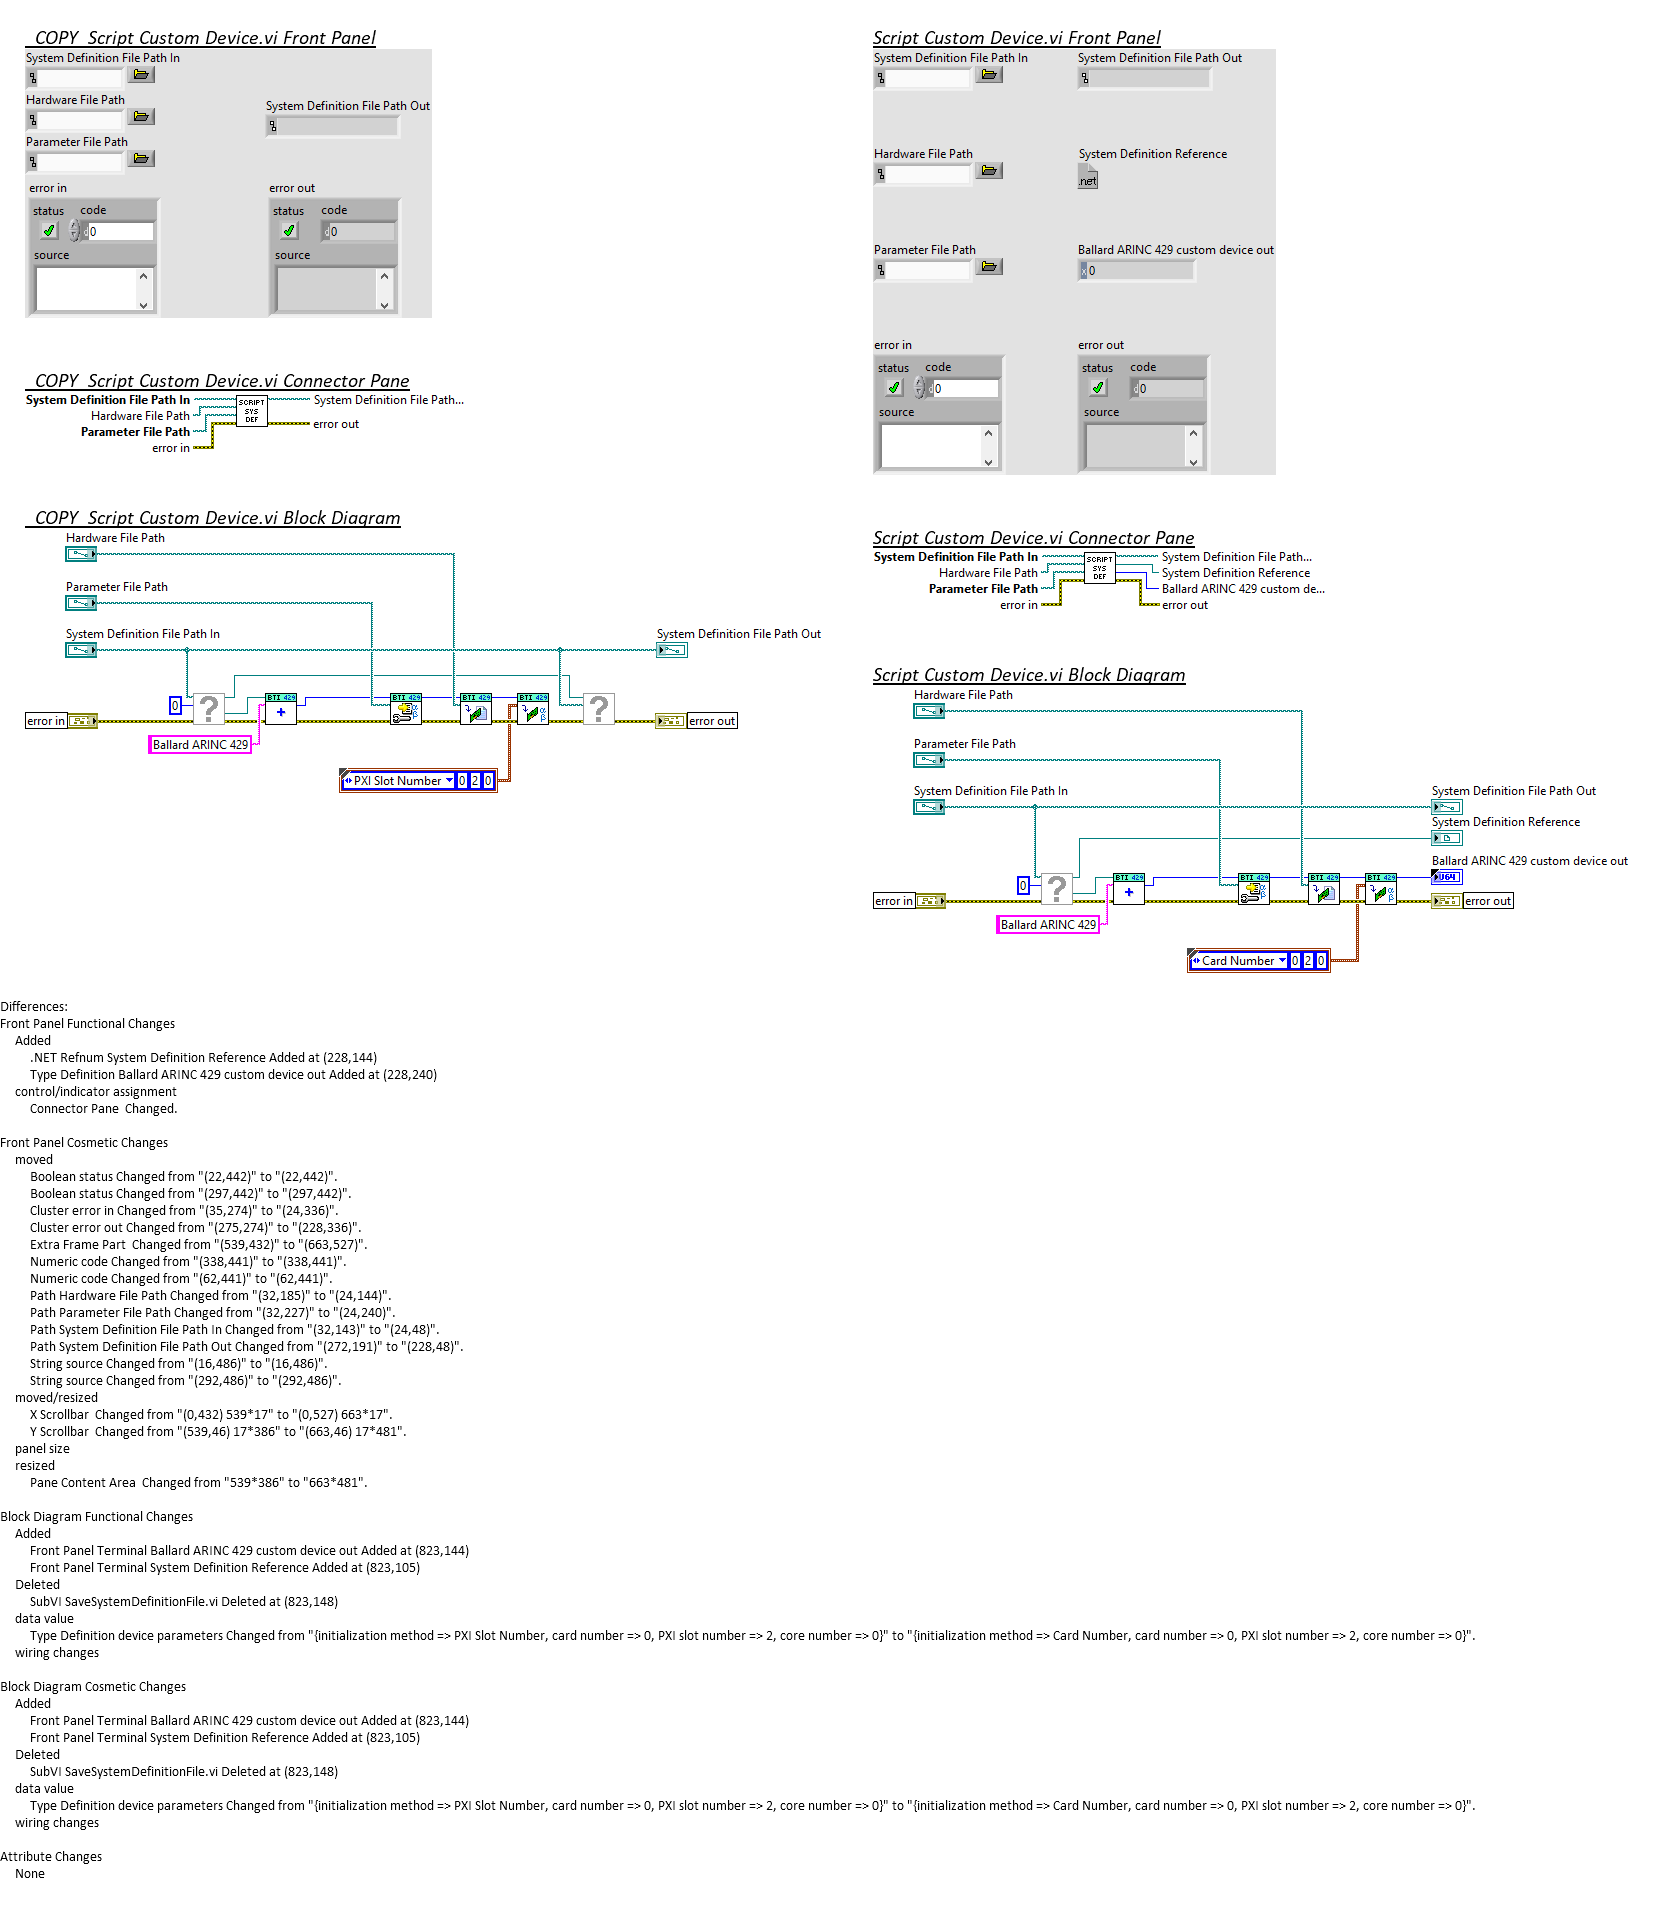 _COPY_Script Custom Device.vi Front Panel
System Definition File Path In
Hardware File Path
System Definition File Path Out
Parameter File Path
error in
error out
status code
0
status code
0
source
source
_COPY_Script Custom Device.vi Connector Pane
System Definition File Path In
SCRIPT
SYS
DEF
System Definition File Path...
Hardware File Path
Parameter File Path
error out
error in
_COPY_Script Custom Device.vi Block Diagram
Hardware File Path
Parameter File Path
System Definition File Path In
System Definition File Path Out
0
?
BTI 429
+
BTI 429
BTI 429
BTI 429
?
error in
error out
Ballard ARINC 429
PXI Slot Number 0 2 0
Script Custom Device.vi Front Panel
System Definition File Path In
System Definition File Path Out
Hardware File Path
System Definition Reference
.net
Parameter File Path
Ballard ARINC 429 custom device out
x 0
error in
error out
status code
0
status code
0
source
source
Script Custom Device.vi Connector Pane
System Definition File Path In
SCRIPT
SYS
DEF
System Definition File Path...
Hardware File Path
System Definition Reference
Parameter File Path
Ballard ARINC 429 custom de...
error in
error out
Script Custom Device.vi Block Diagram
Hardware File Path
Parameter File Path
System Definition File Path In
System Definition File Path Out
System Definition Reference
Ballard ARINC 429 custom device out
U64
0
?
BTI 429
+
BTI 429
BTI 429
BTI 429
error in
error out
Ballard ARINC 429
Card Number 0 2 0
Differences:
Front Panel Functional Changes
Added
.NET Refnum System Definition Reference Added at (228,144)
Type Definition Ballard ARINC 429 custom device out Added at (228,240)
control/indicator assignment
Connector Pane  Changed.
Front Panel Cosmetic Changes
moved
Boolean status Changed from "(22,442)" to "(22,442)".
Boolean status Changed from "(297,442)" to "(297,442)".
Cluster error in Changed from "(35,274)" to "(24,336)".
Cluster error out Changed from "(275,274)" to "(228,336)".
Extra Frame Part  Changed from "(539,432)" to "(663,527)".
Numeric code Changed from "(338,441)" to "(338,441)".
Numeric code Changed from "(62,441)" to "(62,441)".
Path Hardware File Path Changed from "(32,185)" to "(24,144)".
Path Parameter File Path Changed from "(32,227)" to "(24,240)".
Path System Definition File Path In Changed from "(32,143)" to "(24,48)".
Path System Definition File Path Out Changed from "(272,191)" to "(228,48)".
String source Changed from "(16,486)" to "(16,486)".
String source Changed from "(292,486)" to "(292,486)".
moved/resized
X Scrollbar  Changed from "(0,432) 539*17" to "(0,527) 663*17".
Y Scrollbar  Changed from "(539,46) 17*386" to "(663,46) 17*481".
panel size
resized
Pane Content Area  Changed from "539*386" to "663*481".
Block Diagram Functional Changes
Added
Front Panel Terminal Ballard ARINC 429 custom device out Added at (823,144)
Front Panel Terminal System Definition Reference Added at (823,105)
Deleted
SubVI SaveSystemDefinitionFile.vi Deleted at (823,148)
data value
Type Definition device parameters Changed from "{initialization method => PXI Slot Number, card number => 0, PXI slot number => 2, core number => 0}" to "{initialization method => Card Number, card number => 0, PXI slot number => 2, core number => 0}".
wiring changes
Block Diagram Cosmetic Changes
Added
Front Panel Terminal Ballard ARINC 429 custom device out Added at (823,144)
Front Panel Terminal System Definition Reference Added at (823,105)
Deleted
SubVI SaveSystemDefinitionFile.vi Deleted at (823,148)
data value
Type Definition device parameters Changed from "{initialization method => PXI Slot Number, card number => 0, PXI slot number => 2, core number => 0}" to "{initialization method => Card Number, card number => 0, PXI slot number => 2, core number => 0}".
wiring changes
Attribute Changes
None